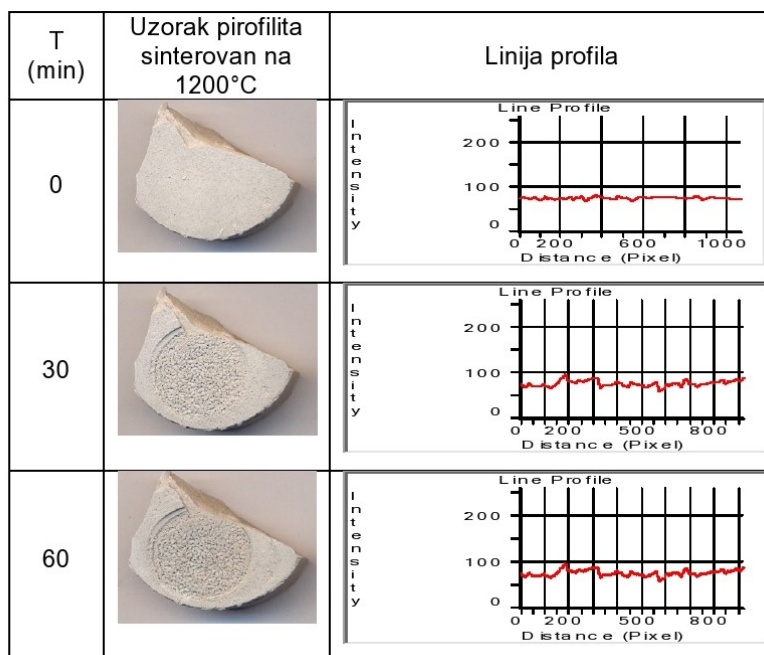 T
(min)
Uzorak pirofilita
sinterovan na
1200°C
Linija profila
0
Line Profile
Intensity
200
100
0
0 200 600 1000
Distance (Pixel)
30
Line Profile
Intensity
200
100
0
0 200 500 800
Distance (Pixel)
60
Line Profile
Intensity
200
100
0
0 200 500 800
Distance (Pixel)